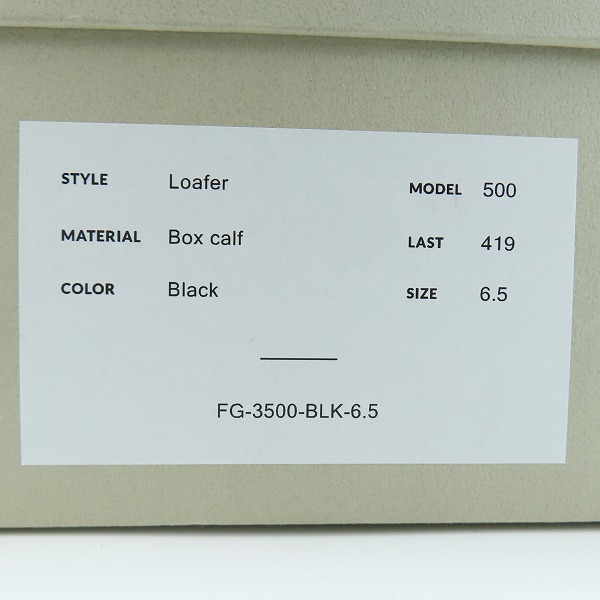 STYLE Loafer MODEL 500
MATERIAL Box calf LAST 419
COLOR Black SIZE 6.5
FG-3500-BLK-6.5